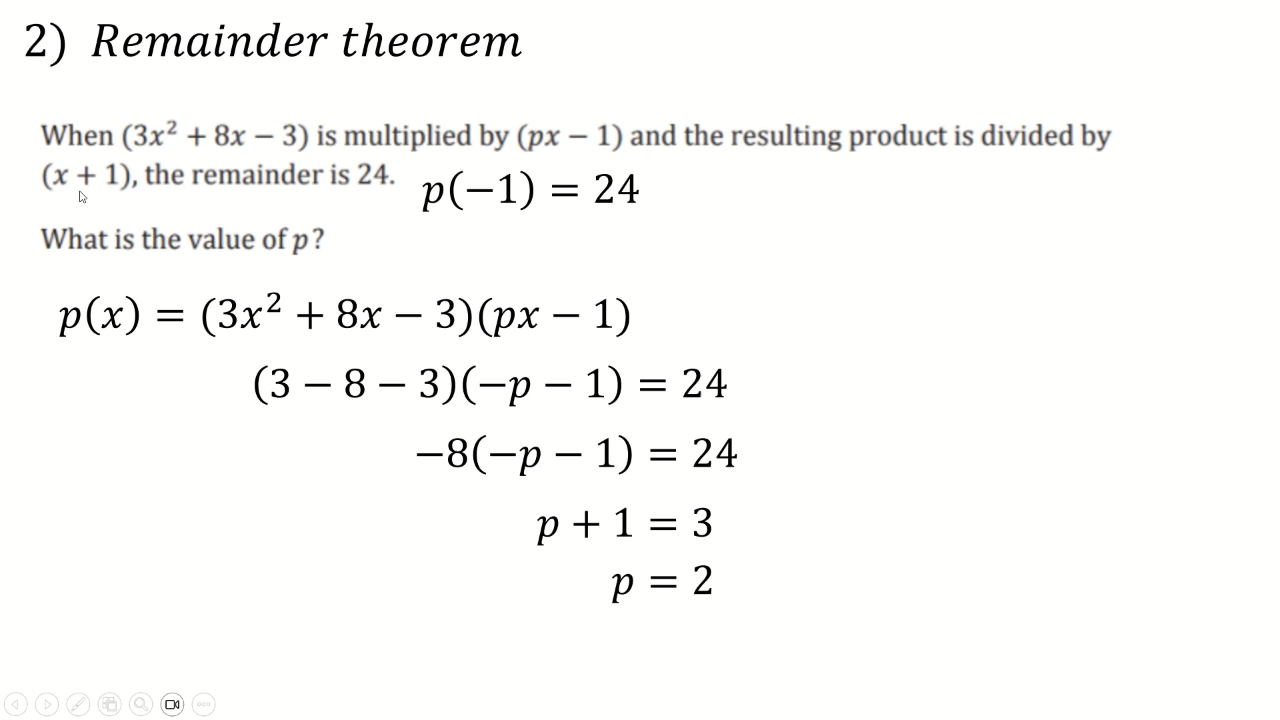 2) Remainder theorem
When (3x² + 8x − 3) is multiplied by (px − 1) and the resulting product is divided by
(x + 1), the remainder is 24.
p(−1) = 24
What is the value of p?
p(x) = (3x² + 8x − 3)(px − 1)
(3 − 8 − 3)(−p − 1) = 24
−8(−p − 1) = 24
p + 1 = 3
p = 2